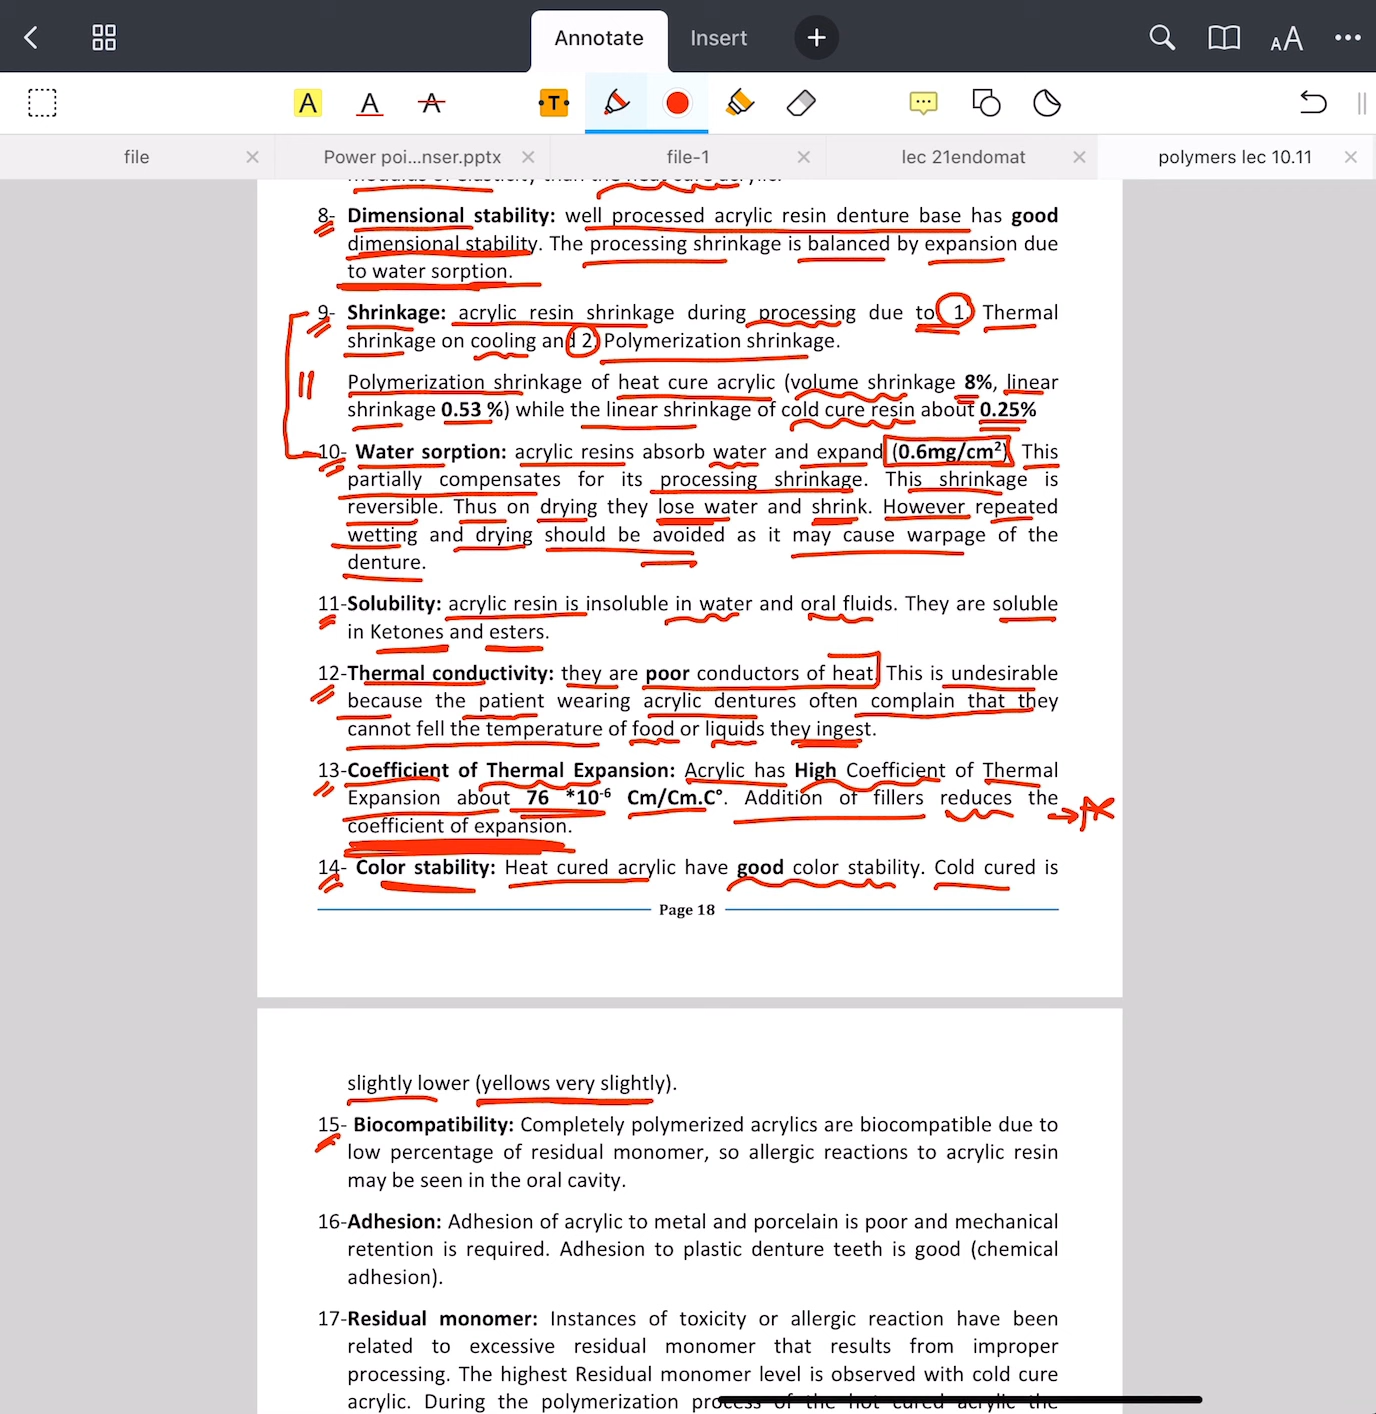 Annotate Insert
A A A T AA
file Power poi...nser.pptx file-1 lec 21endomat polymers lec 10.11
modulus of elasticity than the heat cure acrylic.
8- Dimensional stability: well processed acrylic resin denture base has good
dimensional stability. The processing shrinkage is balanced by expansion due
to water sorption.
9- Shrinkage: acrylic resin shrinkage during processing due to 1. Thermal
shrinkage on cooling and 2. Polymerization shrinkage.
Polymerization shrinkage of heat cure acrylic (volume shrinkage 8%, linear
shrinkage 0.53 %) while the linear shrinkage of cold cure resin about 0.25%
10- Water sorption: acrylic resins absorb water and expand (0.6mg/cm²). This
partially compensates for its processing shrinkage. This shrinkage is
reversible. Thus on drying they lose water and shrink. However repeated
wetting and drying should be avoided as it may cause warpage of the
denture.
11-Solubility: acrylic resin is insoluble in water and oral fluids. They are soluble
in Ketones and esters.
12-Thermal conductivity: they are poor conductors of heat. This is undesirable
because the patient wearing acrylic dentures often complain that they
cannot fell the temperature of food or liquids they ingest.
13-Coefficient of Thermal Expansion: Acrylic has High Coefficient of Thermal
Expansion about 76 *10⁻⁶ Cm/Cm.C°. Addition of fillers reduces the
coefficient of expansion.
14- Color stability: Heat cured acrylic have good color stability. Cold cured is
Page 18
slightly lower (yellows very slightly).
15- Biocompatibility: Completely polymerized acrylics are biocompatible due to
low percentage of residual monomer, so allergic reactions to acrylic resin
may be seen in the oral cavity.
16-Adhesion: Adhesion of acrylic to metal and porcelain is poor and mechanical
retention is required. Adhesion to plastic denture teeth is good (chemical
adhesion).
17-Residual monomer: Instances of toxicity or allergic reaction have been
related to excessive residual monomer that results from improper
processing. The highest Residual monomer level is observed with cold cure
acrylic. During the polymerization process of the hot cured acrylic the